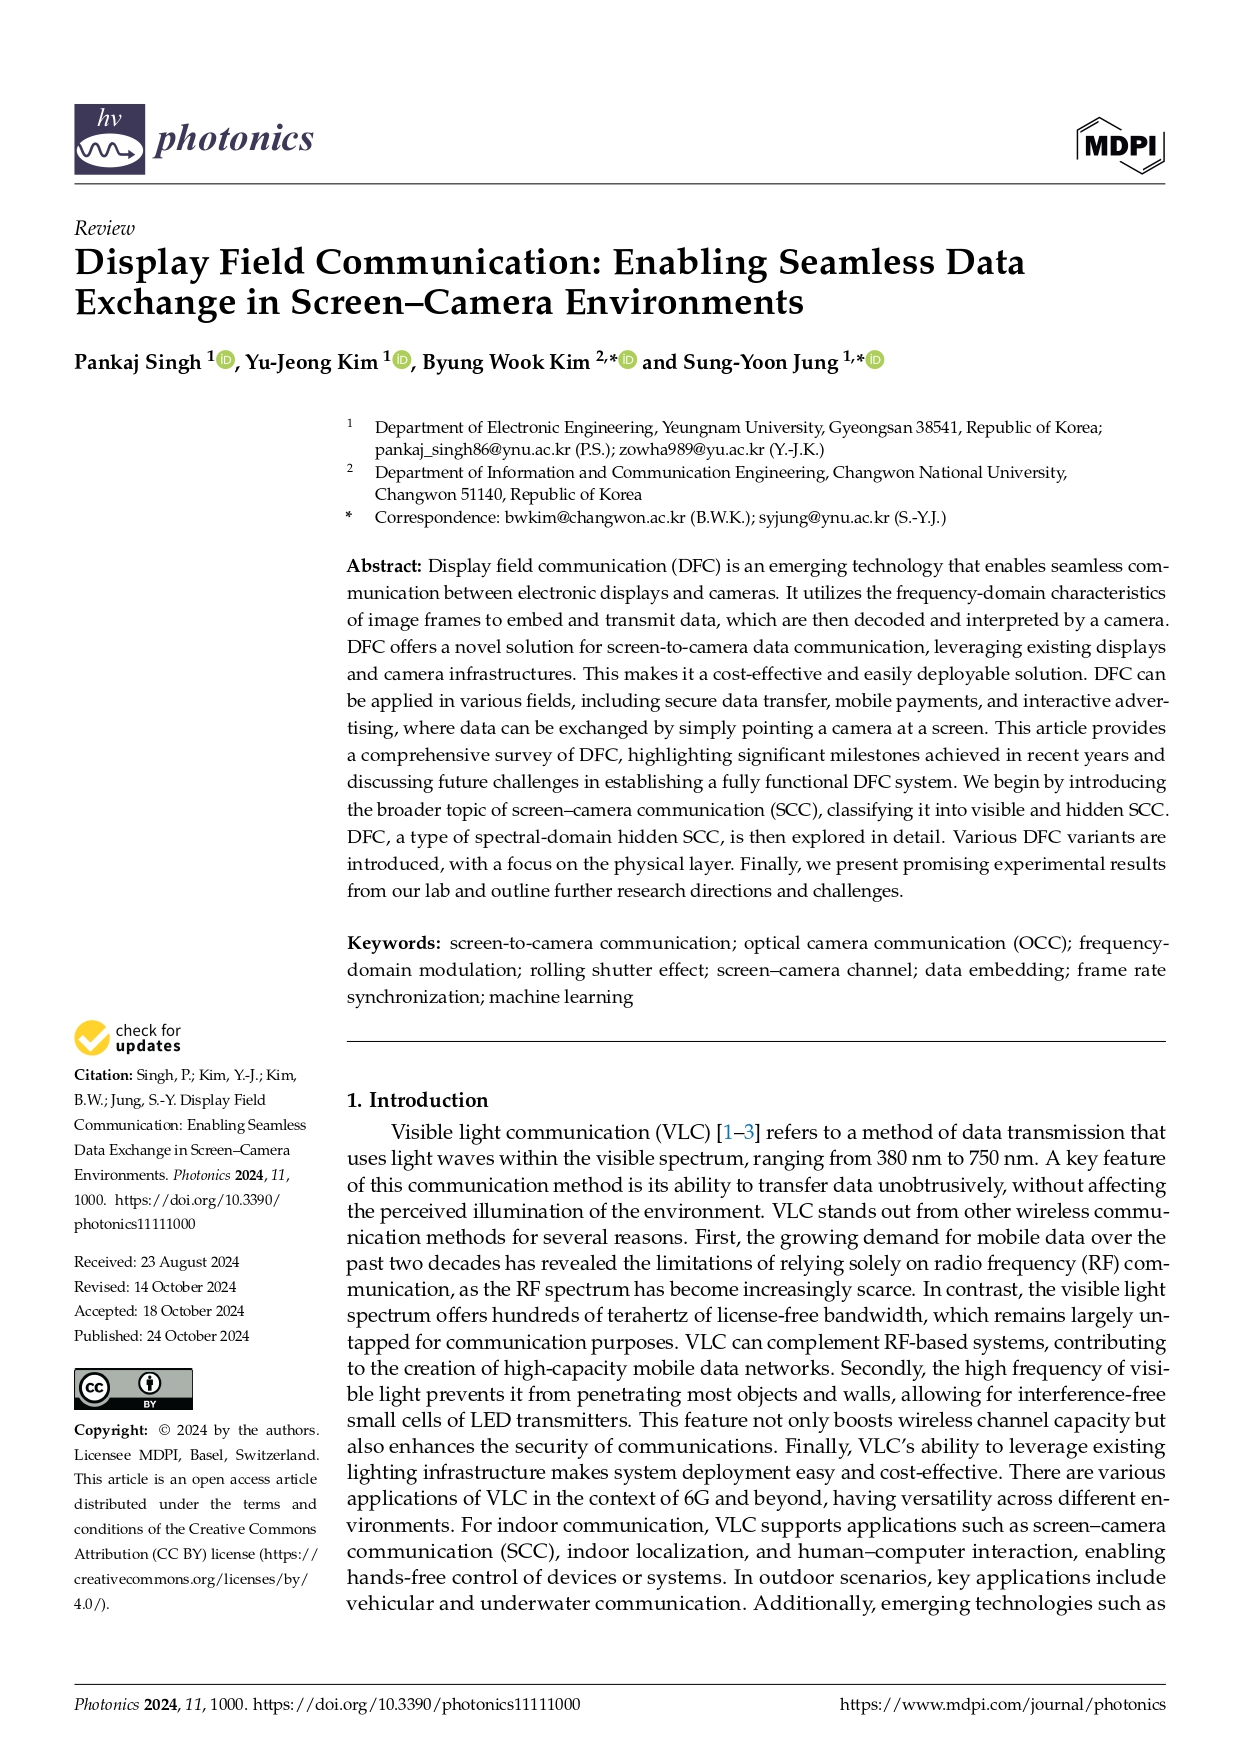 hν
photonics
MDPI
Review
Display Field Communication: Enabling Seamless Data
Exchange in Screen–Camera Environments
Pankaj Singh 1 iD, Yu-Jeong Kim 1 iD, Byung Wook Kim 2,* iD and Sung-Yoon Jung 1,* iD
1 Department of Electronic Engineering, Yeungnam University, Gyeongsan 38541, Republic of Korea;
pankaj_singh86@ynu.ac.kr (P.S.); zowha989@yu.ac.kr (Y.-J.K.)
2 Department of Information and Communication Engineering, Changwon National University,
Changwon 51140, Republic of Korea
* Correspondence: bwkim@changwon.ac.kr (B.W.K.); syjung@ynu.ac.kr (S.-Y.J.)
Abstract: Display field communication (DFC) is an emerging technology that enables seamless com-
munication between electronic displays and cameras. It utilizes the frequency-domain characteristics
of image frames to embed and transmit data, which are then decoded and interpreted by a camera.
DFC offers a novel solution for screen-to-camera data communication, leveraging existing displays
and camera infrastructures. This makes it a cost-effective and easily deployable solution. DFC can
be applied in various fields, including secure data transfer, mobile payments, and interactive adver-
tising, where data can be exchanged by simply pointing a camera at a screen. This article provides
a comprehensive survey of DFC, highlighting significant milestones achieved in recent years and
discussing future challenges in establishing a fully functional DFC system. We begin by introducing
the broader topic of screen–camera communication (SCC), classifying it into visible and hidden SCC.
DFC, a type of spectral-domain hidden SCC, is then explored in detail. Various DFC variants are
introduced, with a focus on the physical layer. Finally, we present promising experimental results
from our lab and outline further research directions and challenges.
Keywords: screen-to-camera communication; optical camera communication (OCC); frequency-
domain modulation; rolling shutter effect; screen–camera channel; data embedding; frame rate
synchronization; machine learning
check for
updates
Citation: Singh, P.; Kim, Y.-J.; Kim,
B.W.; Jung, S.-Y. Display Field
Communication: Enabling Seamless
Data Exchange in Screen–Camera
Environments. Photonics 2024, 11,
1000. https://doi.org/10.3390/
photonics11111000
Received: 23 August 2024
Revised: 14 October 2024
Accepted: 18 October 2024
Published: 24 October 2024
cc BY
Copyright: © 2024 by the authors.
Licensee MDPI, Basel, Switzerland.
This article is an open access article
distributed under the terms and
conditions of the Creative Commons
Attribution (CC BY) license (https://
creativecommons.org/licenses/by/
4.0/).
1. Introduction
Visible light communication (VLC) [1–3] refers to a method of data transmission that
uses light waves within the visible spectrum, ranging from 380 nm to 750 nm. A key feature
of this communication method is its ability to transfer data unobtrusively, without affecting
the perceived illumination of the environment. VLC stands out from other wireless commu-
nication methods for several reasons. First, the growing demand for mobile data over the
past two decades has revealed the limitations of relying solely on radio frequency (RF) com-
munication, as the RF spectrum has become increasingly scarce. In contrast, the visible light
spectrum offers hundreds of terahertz of license-free bandwidth, which remains largely un-
tapped for communication purposes. VLC can complement RF-based systems, contributing
to the creation of high-capacity mobile data networks. Secondly, the high frequency of visi-
ble light prevents it from penetrating most objects and walls, allowing for interference-free
small cells of LED transmitters. This feature not only boosts wireless channel capacity but
also enhances the security of communications. Finally, VLC's ability to leverage existing
lighting infrastructure makes system deployment easy and cost-effective. There are various
applications of VLC in the context of 6G and beyond, having versatility across different en-
vironments. For indoor communication, VLC supports applications such as screen–camera
communication (SCC), indoor localization, and human–computer interaction, enabling
hands-free control of devices or systems. In outdoor scenarios, key applications include
vehicular and underwater communication. Additionally, emerging technologies such as
Photonics 2024, 11, 1000. https://doi.org/10.3390/photonics11111000
https://www.mdpi.com/journal/photonics